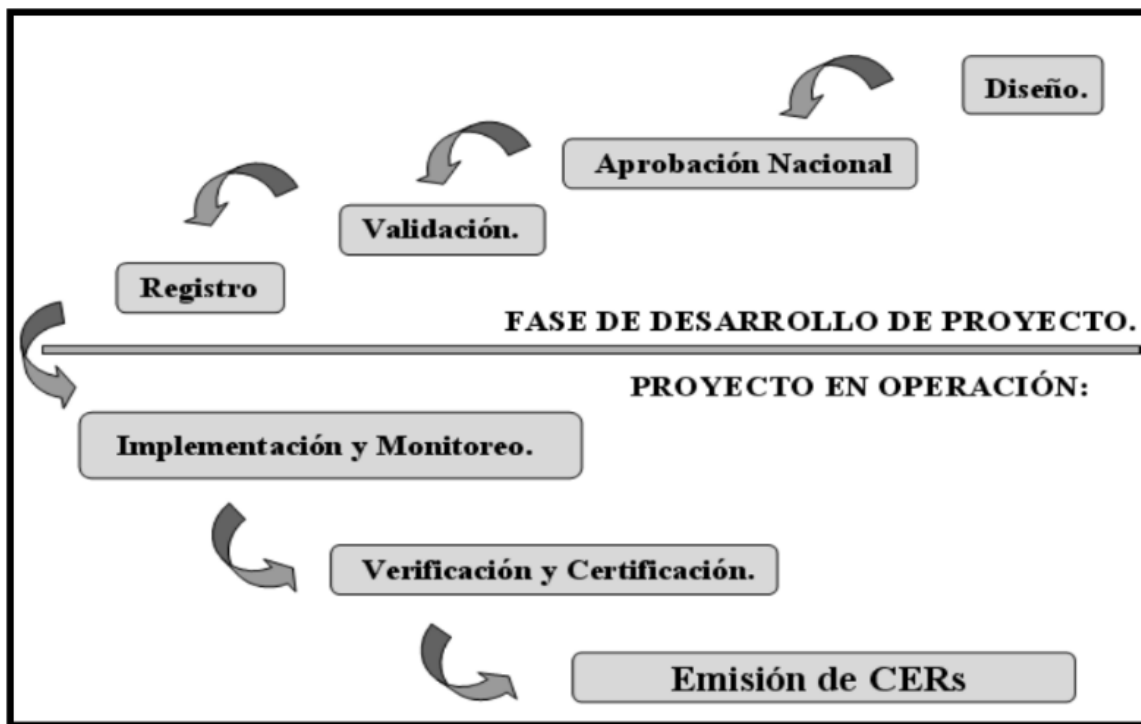 Diseño.
Aprobación Nacional
Validación.
Registro
FASE DE DESARROLLO DE PROYECTO.
PROYECTO EN OPERACIÓN:
Implementación y Monitoreo.
Verificación y Certificación.
Emisión de CERs